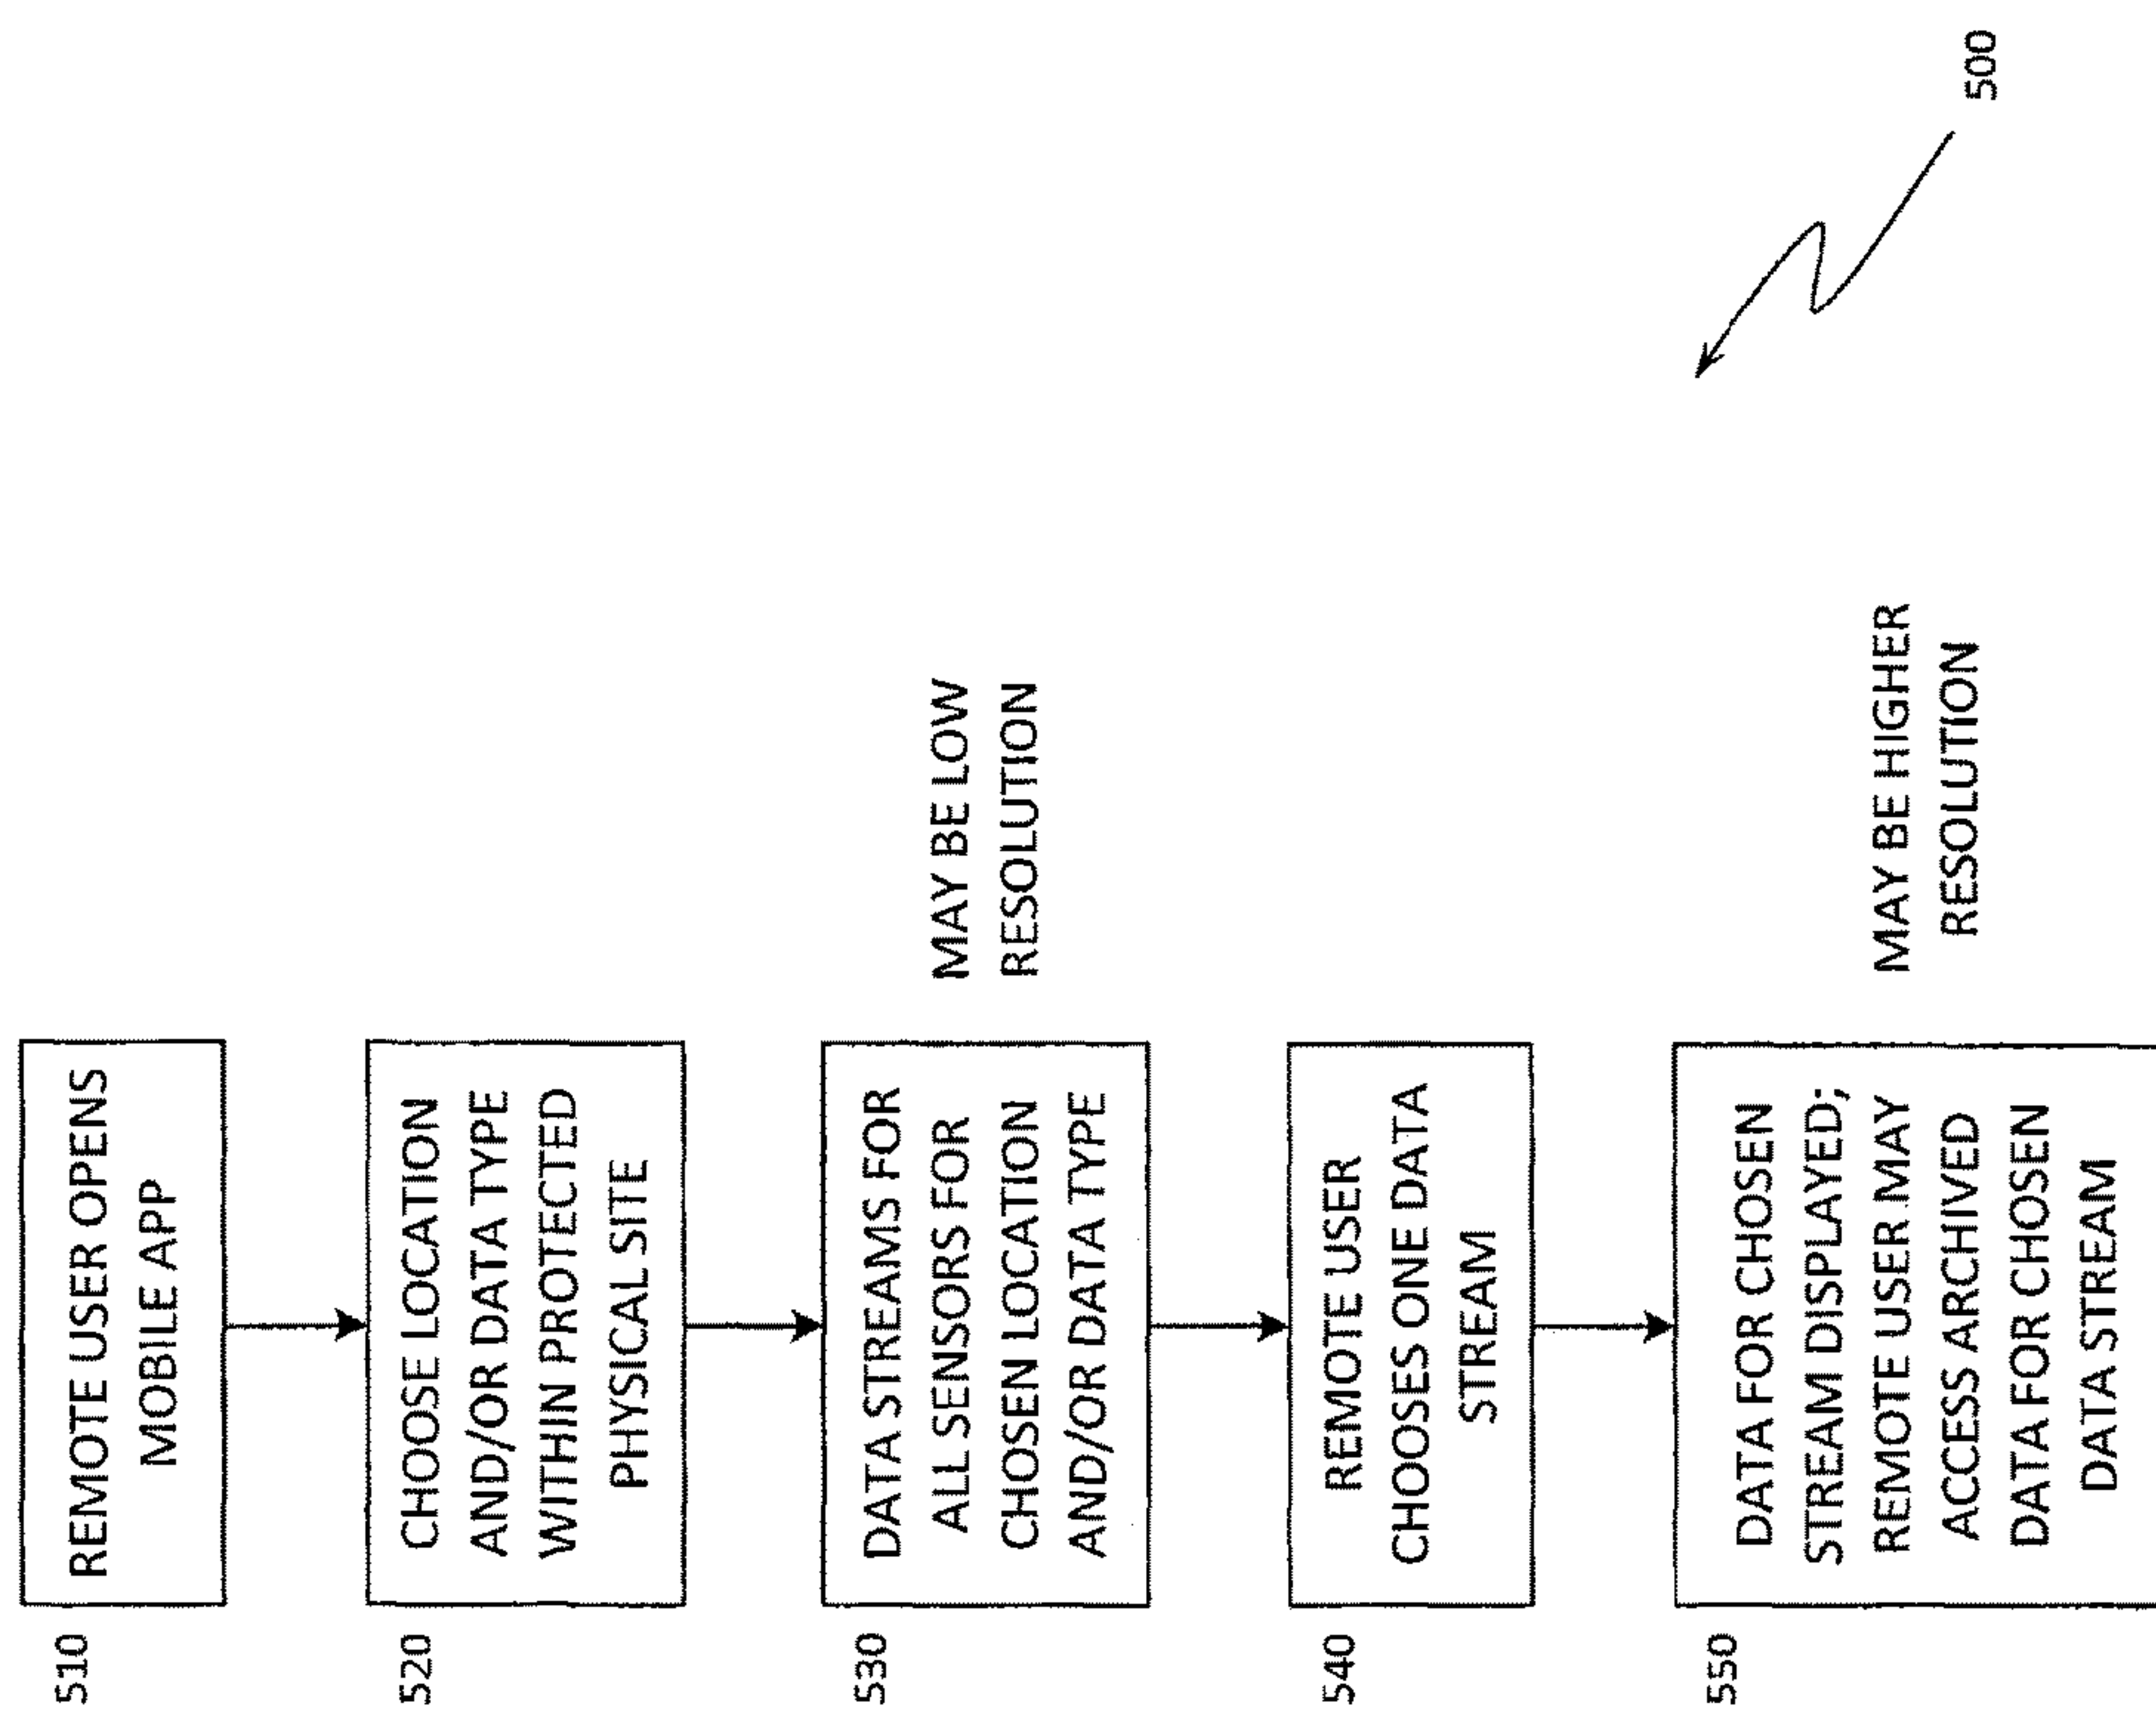 510
REMOTE USER OPENS
MOBILE APP
520
CHOOSE LOCATION
AND/OR DATA TYPE
WITHIN PROTECTED
PHYSICAL SITE
530
DATA STREAMS FOR
ALL SENSORS FOR
CHOSEN LOCATION
AND/OR DATA TYPE
MAY BE LOW
RESOLUTION
540
REMOTE USER
CHOOSES ONE DATA
STREAM
550
DATA FOR CHOSEN
STREAM DISPLAYED;
REMOTE USER MAY
ACCESS ARCHIVED
DATA FOR CHOSEN
DATA STREAM
MAY BE HIGHER
RESOLUTION
500